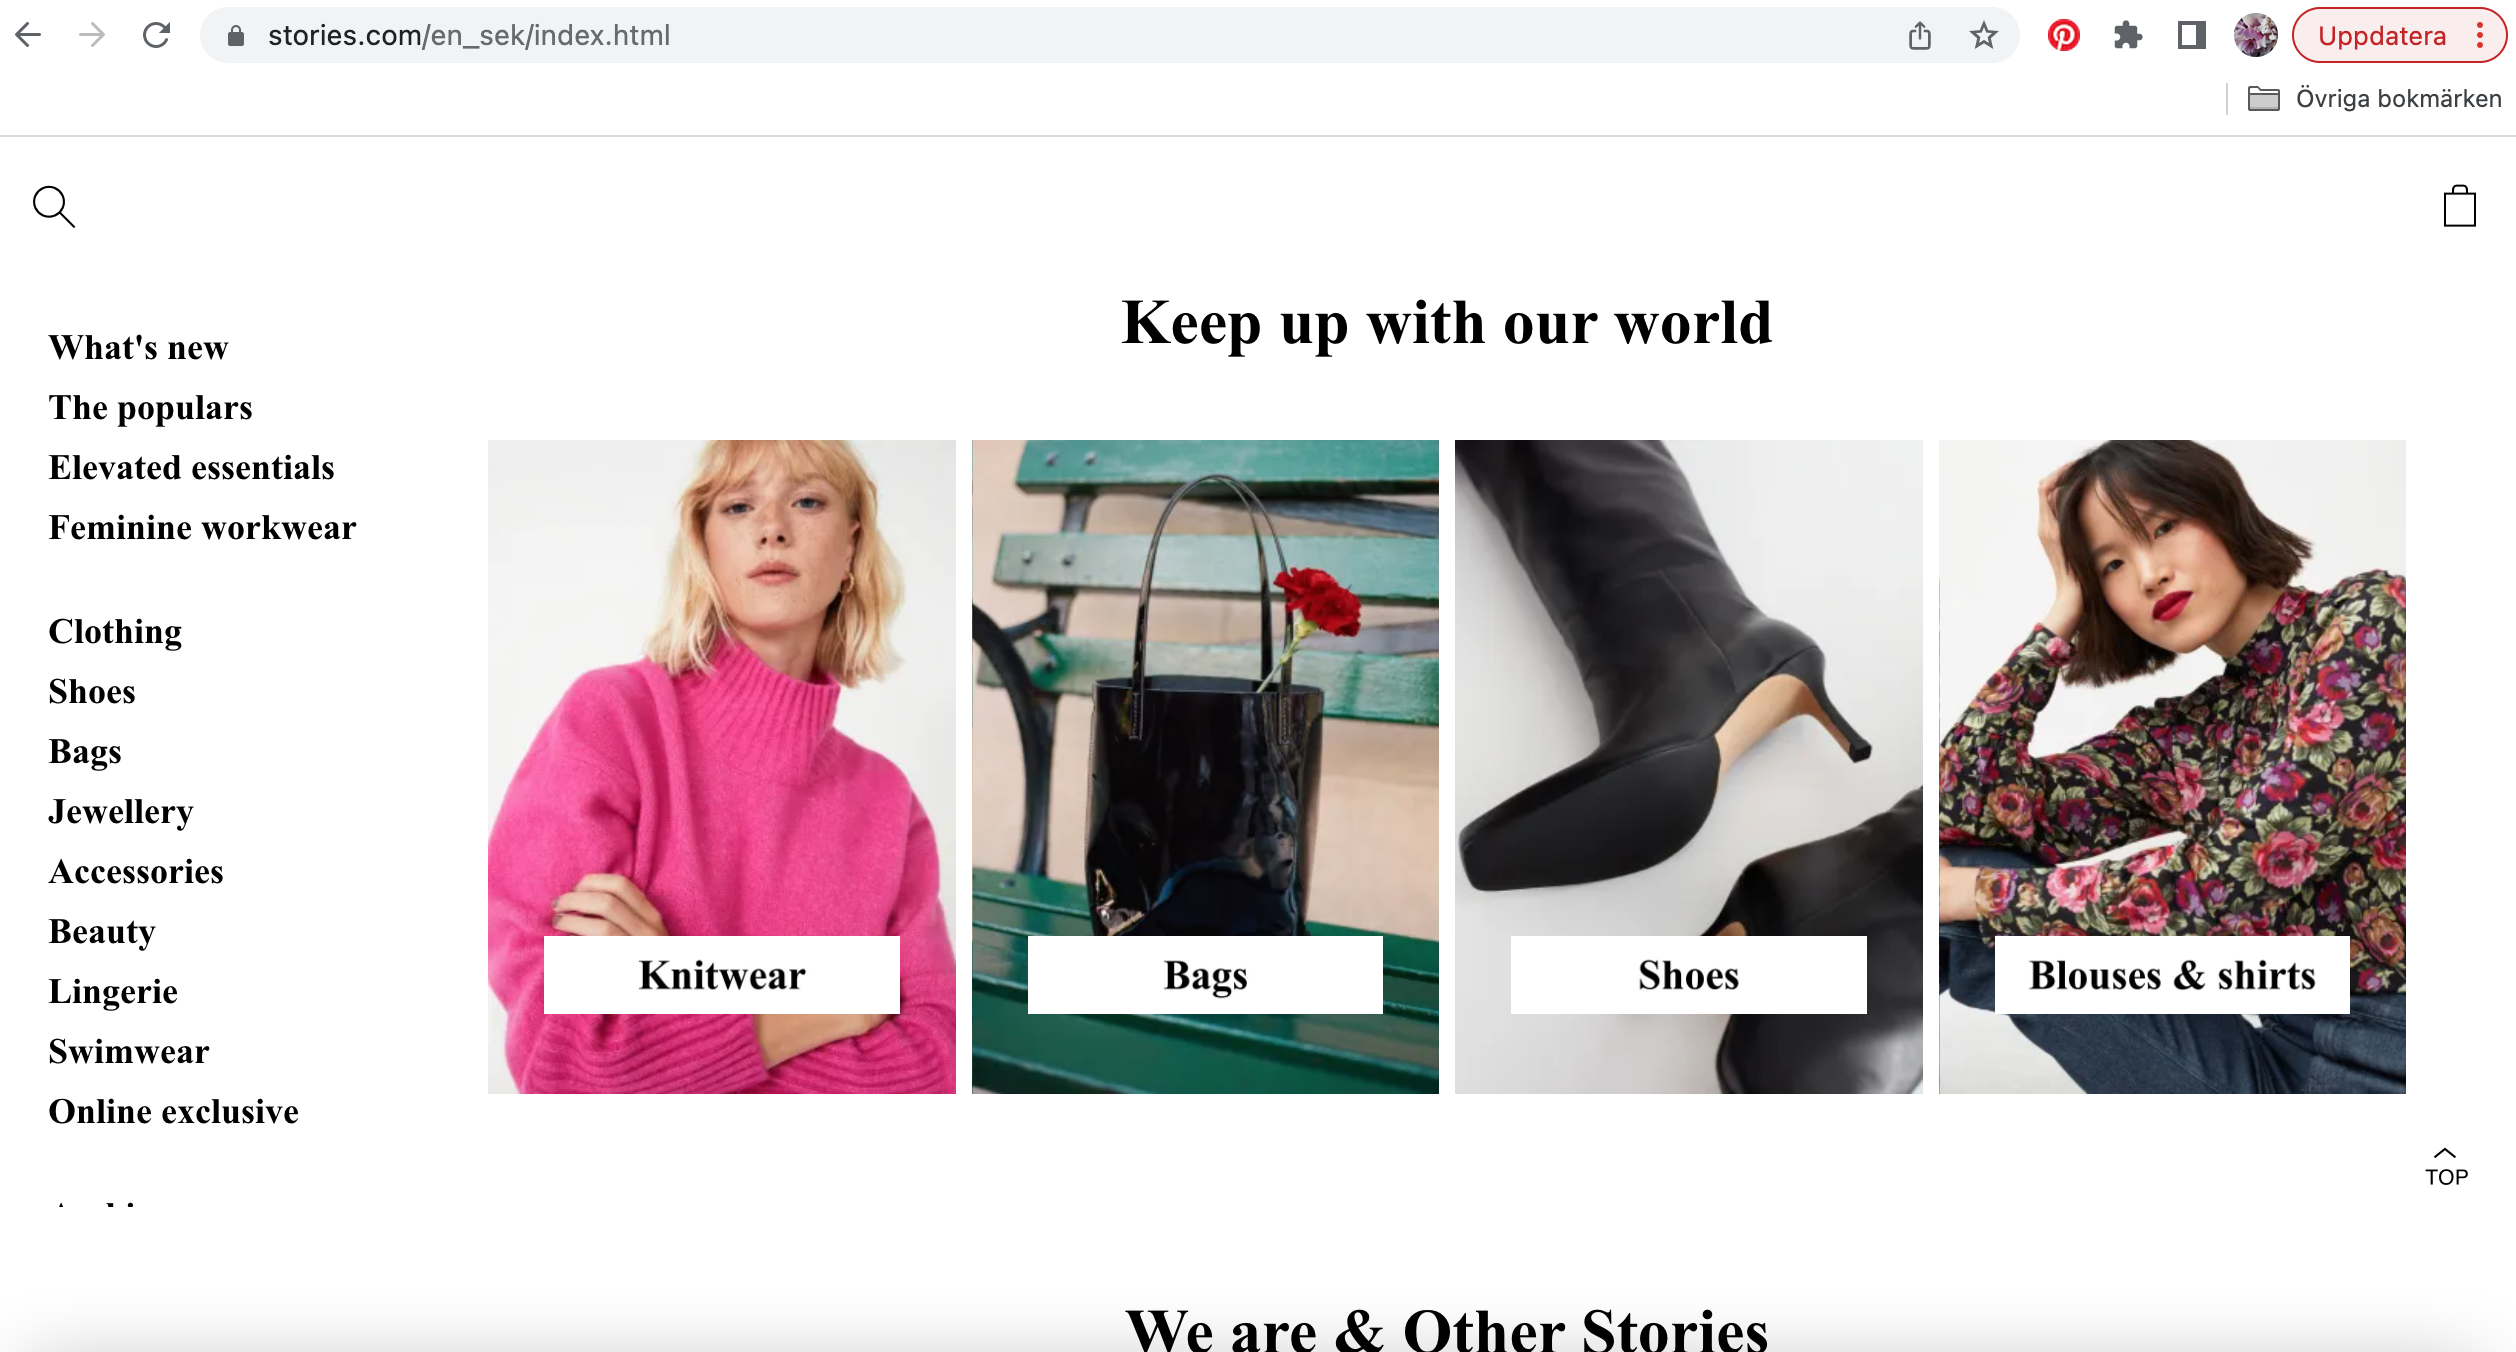 stories.com/en_sek/index.html
Uppdatera
Övriga bokmärken
Keep up with our world
What's new
The populars
Elevated essentials
Feminine workwear
Clothing
Shoes
Bags
Jewellery
Accessories
Beauty
Lingerie
Swimwear
Online exclusive
Knitwear
Bags
Shoes
Blouses & shirts
TOP
We are & Other Stories